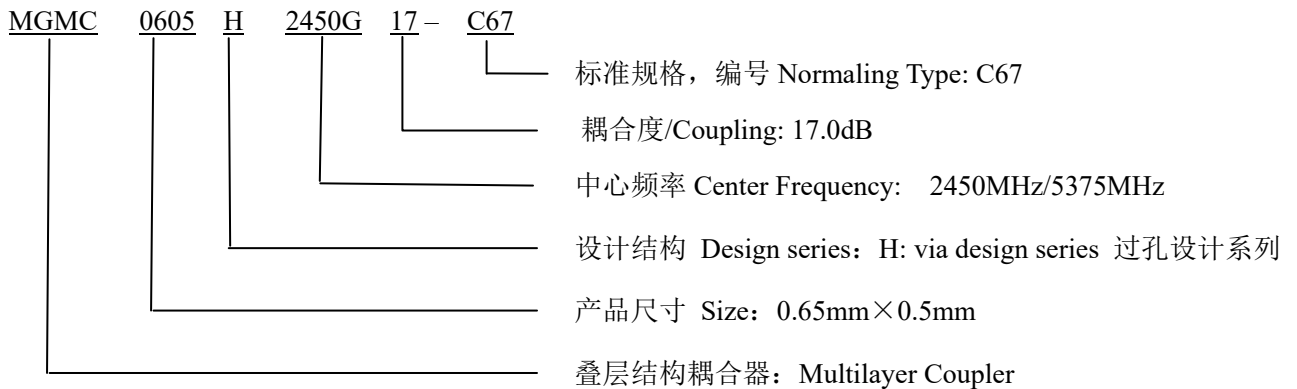 MGMC 0605 H 2450G 17 – C67
标准规格，编号 Normaling Type: C67
耦合度/Coupling: 17.0dB
中心频率 Center Frequency: 2450MHz/5375MHz
设计结构 Design series：H: via design series 过孔设计系列
产品尺寸 Size：0.65mm×0.5mm
叠层结构耦合器：Multilayer Coupler